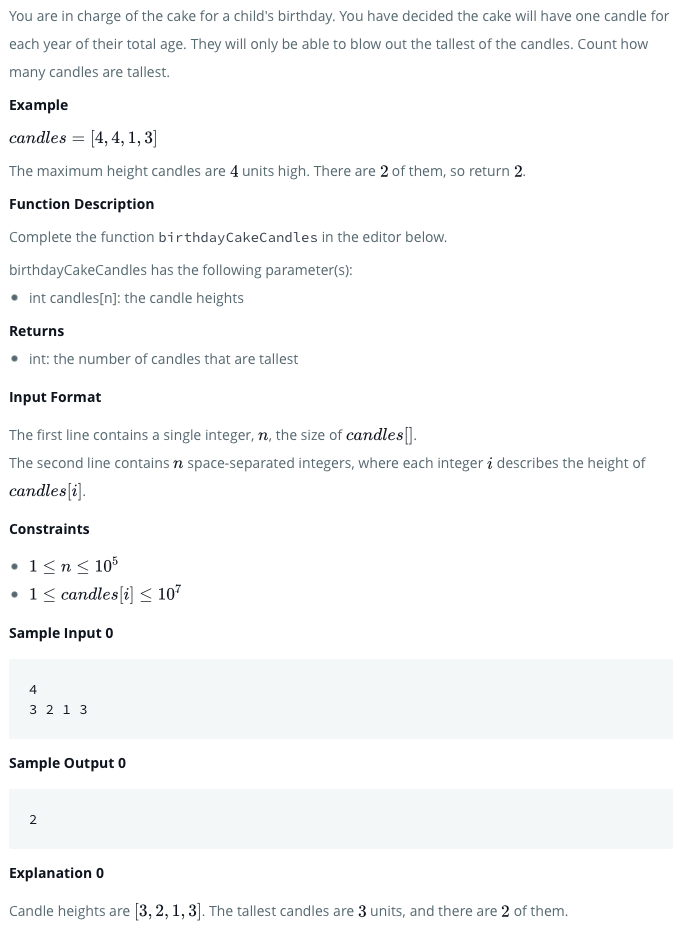 You are in charge of the cake for a child's birthday. You have decided the cake will have one candle for
each year of their total age. They will only be able to blow out the tallest of the candles. Count how
many candles are tallest.
Example
candles = [4, 4, 1, 3]
The maximum height candles are 4 units high. There are 2 of them, so return 2.
Function Description
Complete the function birthdayCakeCandles in the editor below.
birthdayCakeCandles has the following parameter(s):
• int candles[n]: the candle heights
Returns
• int: the number of candles that are tallest
Input Format
The first line contains a single integer, n, the size of candles[].
The second line contains n space-separated integers, where each integer i describes the height of
candles[i].
Constraints
• 1 ≤ n ≤ 10⁵
• 1 ≤ candles[i] ≤ 10⁷
Sample Input 0
4
3 2 1 3
Sample Output 0
2
Explanation 0
Candle heights are [3, 2, 1, 3]. The tallest candles are 3 units, and there are 2 of them.